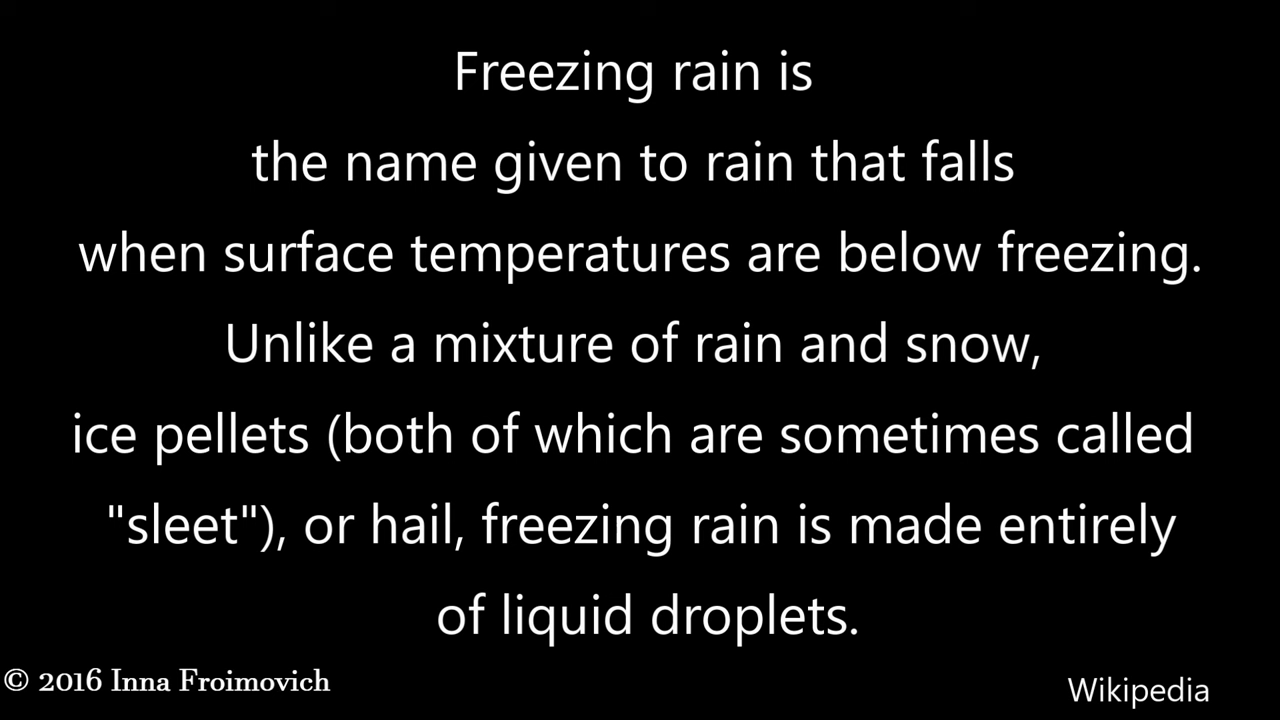 Freezing rain is
the name given to rain that falls
when surface temperatures are below freezing.
Unlike a mixture of rain and snow,
ice pellets (both of which are sometimes called
"sleet"), or hail, freezing rain is made entirely
of liquid droplets.
© 2016 Inna Froimovich
Wikipedia